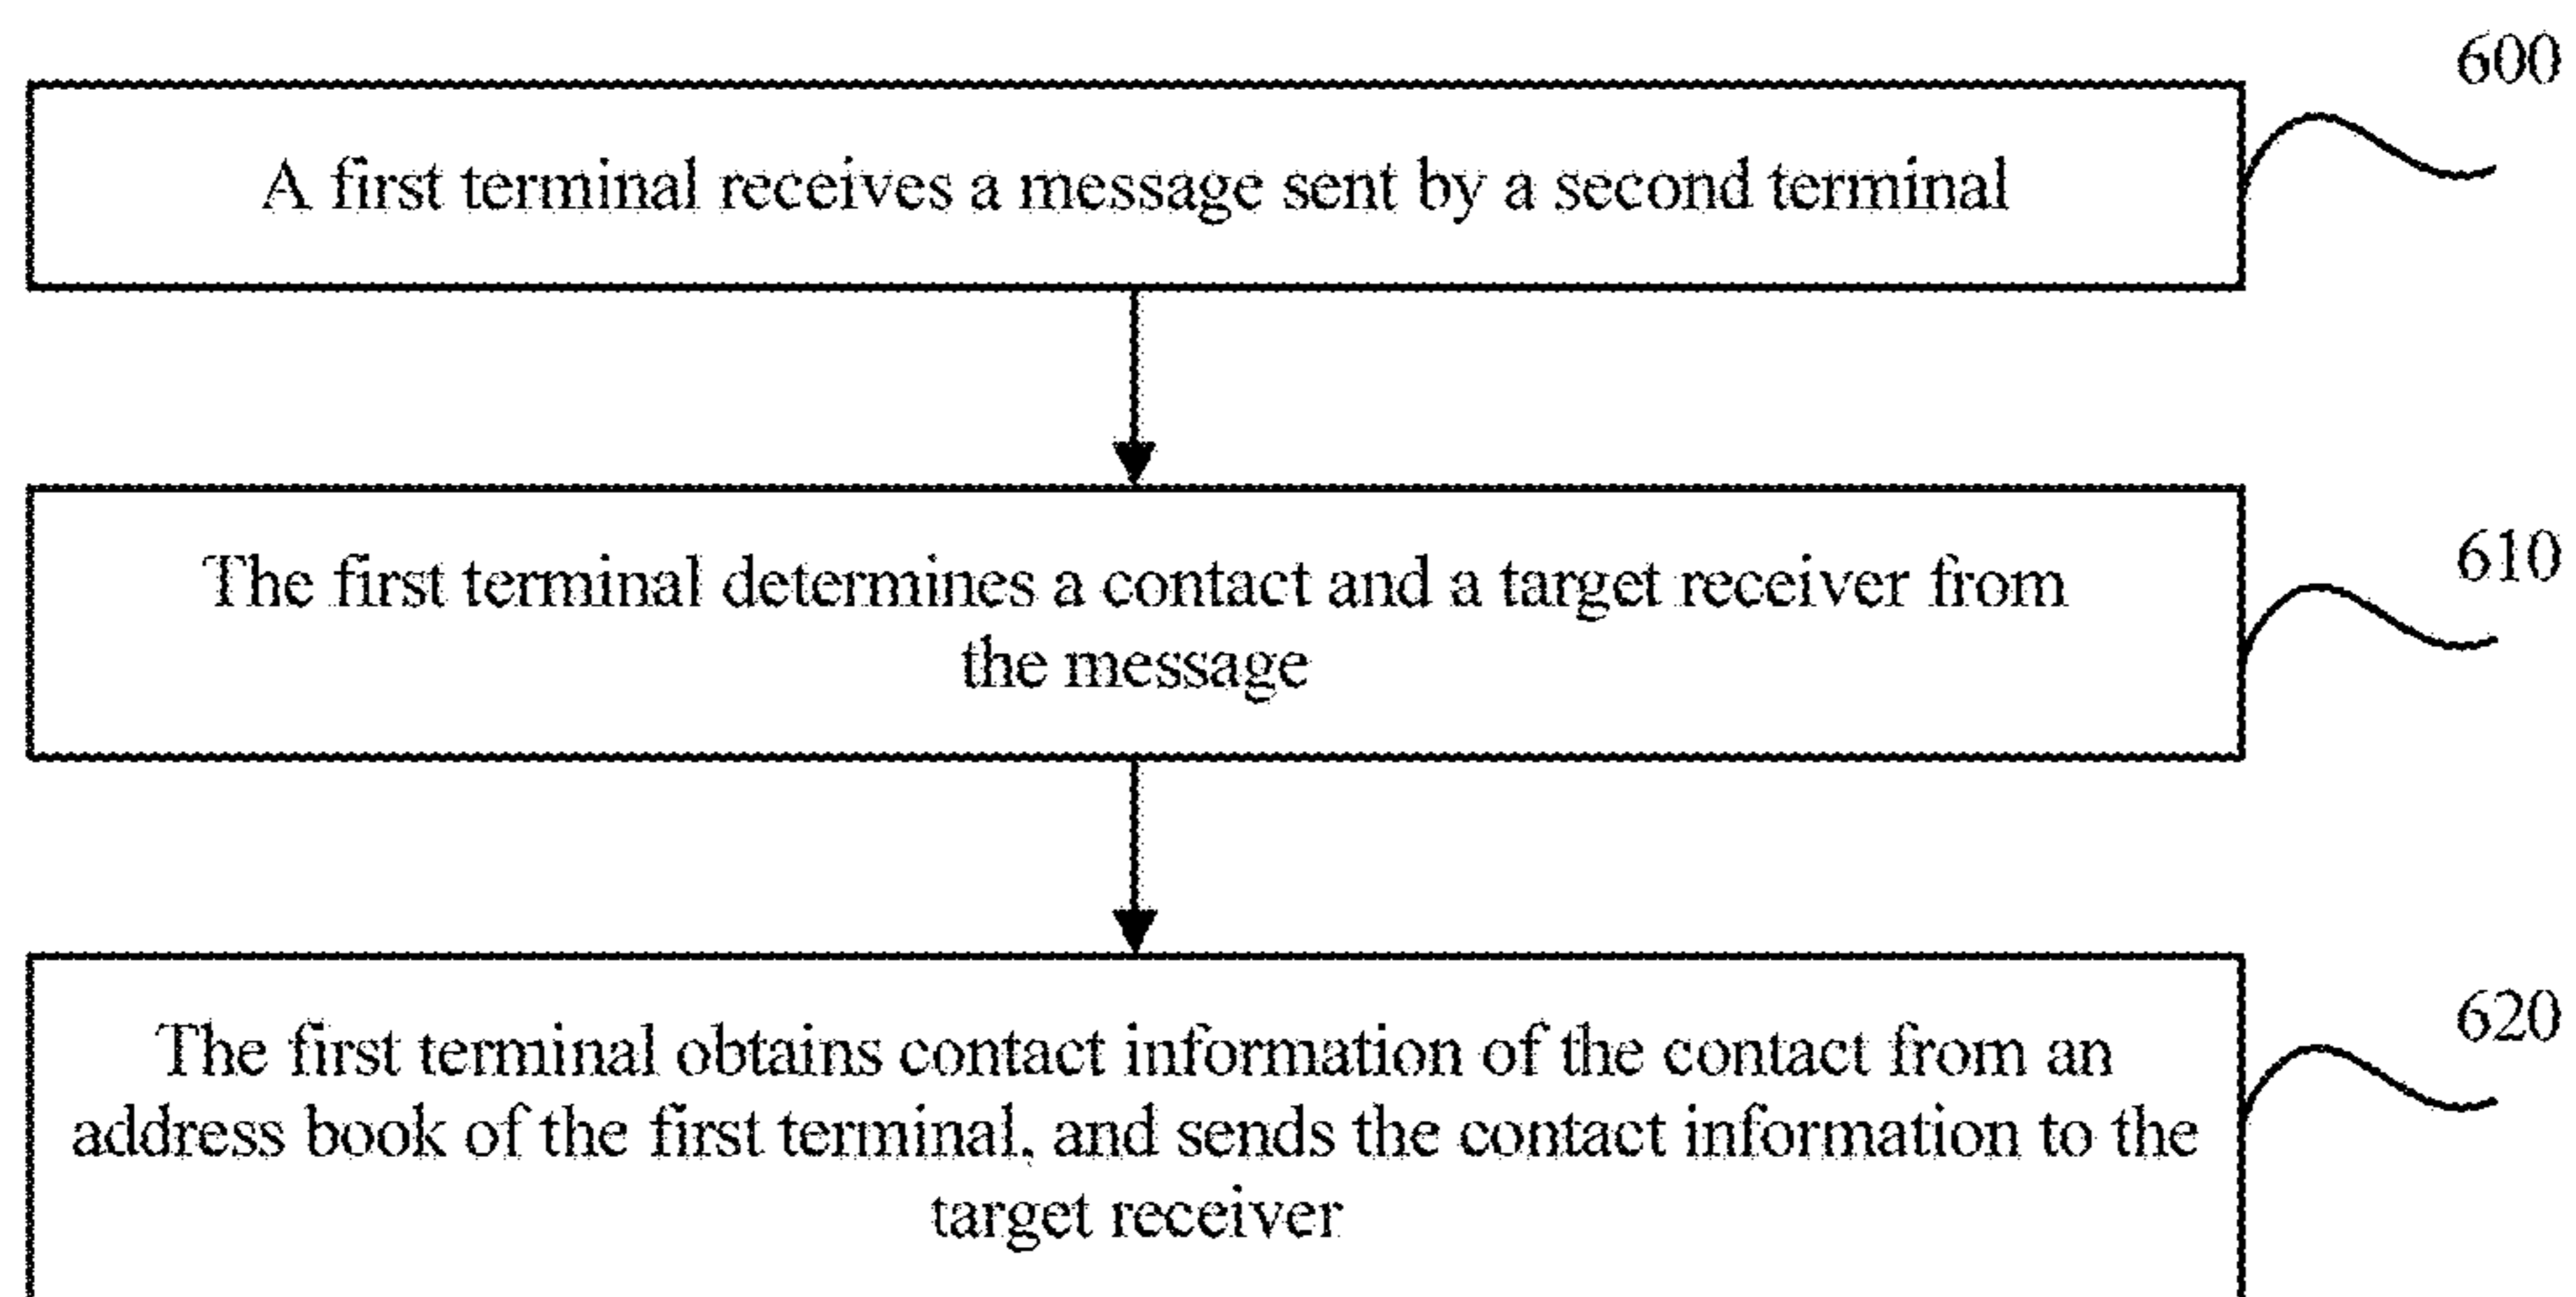 600
A first terminal receives a message sent by a second terminal
610
The first terminal determines a contact and a target receiver from
the message
620
The first terminal obtains contact information of the contact from an
address book of the first terminal, and sends the contact information to the
target receiver